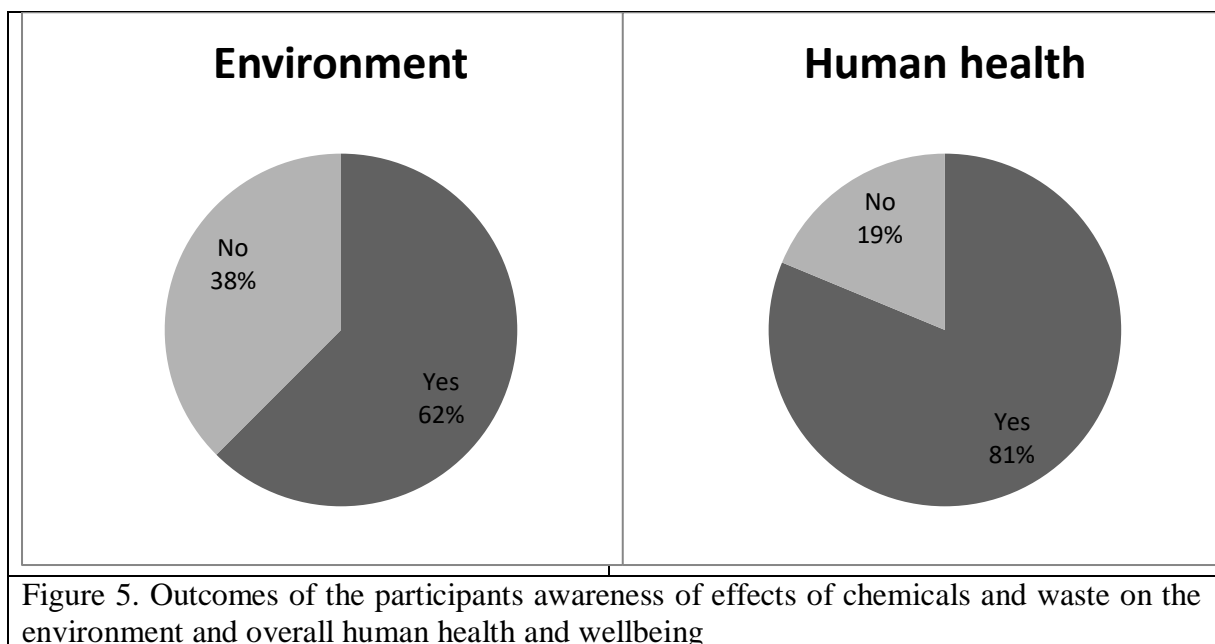 Environment
No
38%
Yes
62%
Human health
No
19%
Yes
81%
Figure 5. Outcomes of the participants awareness of effects of chemicals and waste on the
environment and overall human health and wellbeing